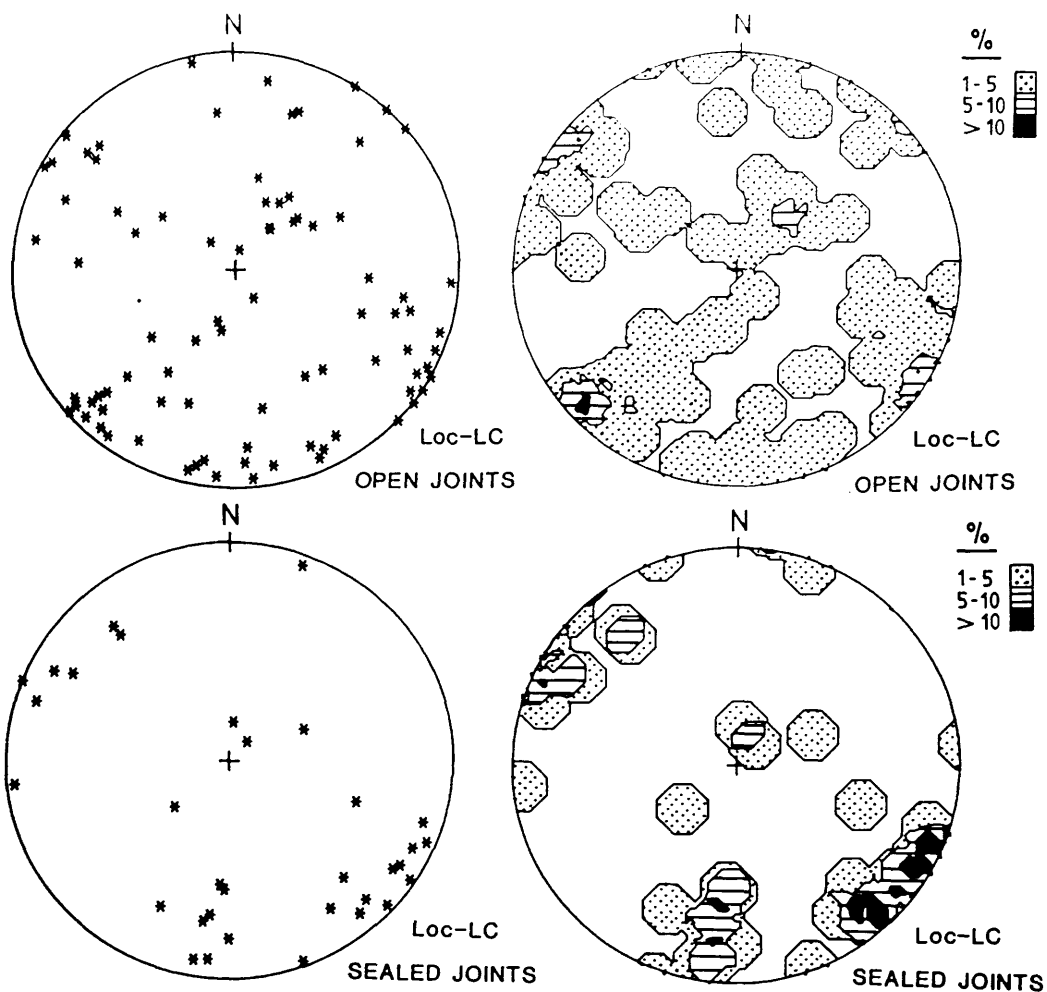 N
N
%
1-5
5-10
>10
Loc-LC
OPEN JOINTS
Loc-LC
OPEN JOINTS
N
N
%
1-5
5-10
>10
Loc-LC
SEALED JOINTS
Loc-LC
SEALED JOINTS